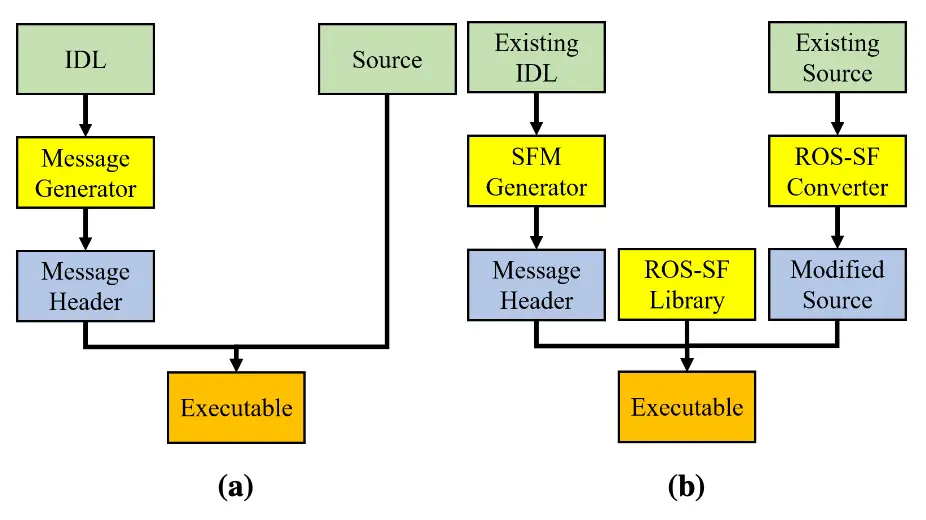 IDL
Source
Message
Generator
Message
Header
Executable
(a)
Existing
IDL
Existing
Source
SFM
Generator
ROS-SF
Converter
Message
Header
ROS-SF
Library
Modified
Source
Executable
(b)